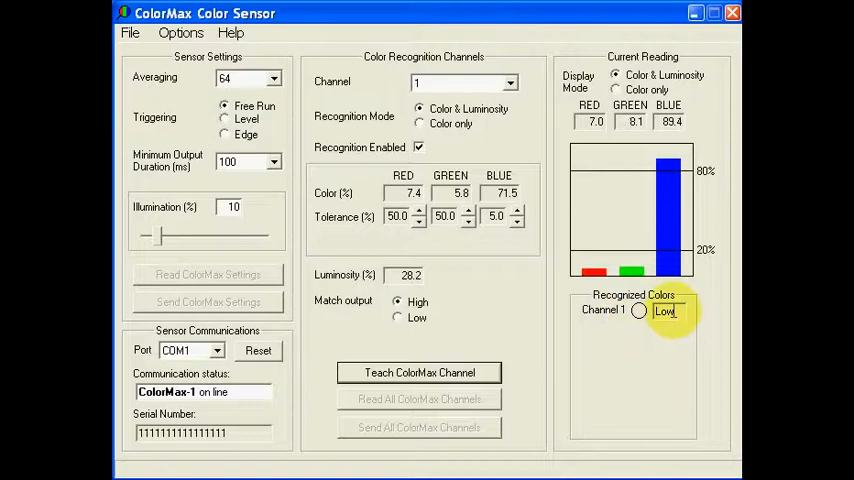 ColorMax Color Sensor
File Options Help
Sensor Settings
Averaging 64
Triggering
Free Run
Level
Edge
Minimum Output Duration (ms) 100
Illumination (%) 10
Read ColorMax Settings
Send ColorMax Settings
Sensor Communications
Port COM1 Reset
Communication status:
ColorMax-1 on line
Serial Number:
1111111111111111
Color Recognition Channels
Channel 1
Recognition Mode
Color & Luminosity
Color only
Recognition Enabled
RED GREEN BLUE
Color (%) 7.4 5.8 71.5
Tolerance (%) 50.0 50.0 5.0
Luminosity (%) 28.2
Match output
High
Low
Teach ColorMax Channel
Read All ColorMax Channels
Send All ColorMax Channels
Current Reading
Display Mode
Color & Luminosity
Color only
RED GREEN BLUE
7.0 8.1 89.4
80%
20%
Recognized Colors
Channel 1 Low